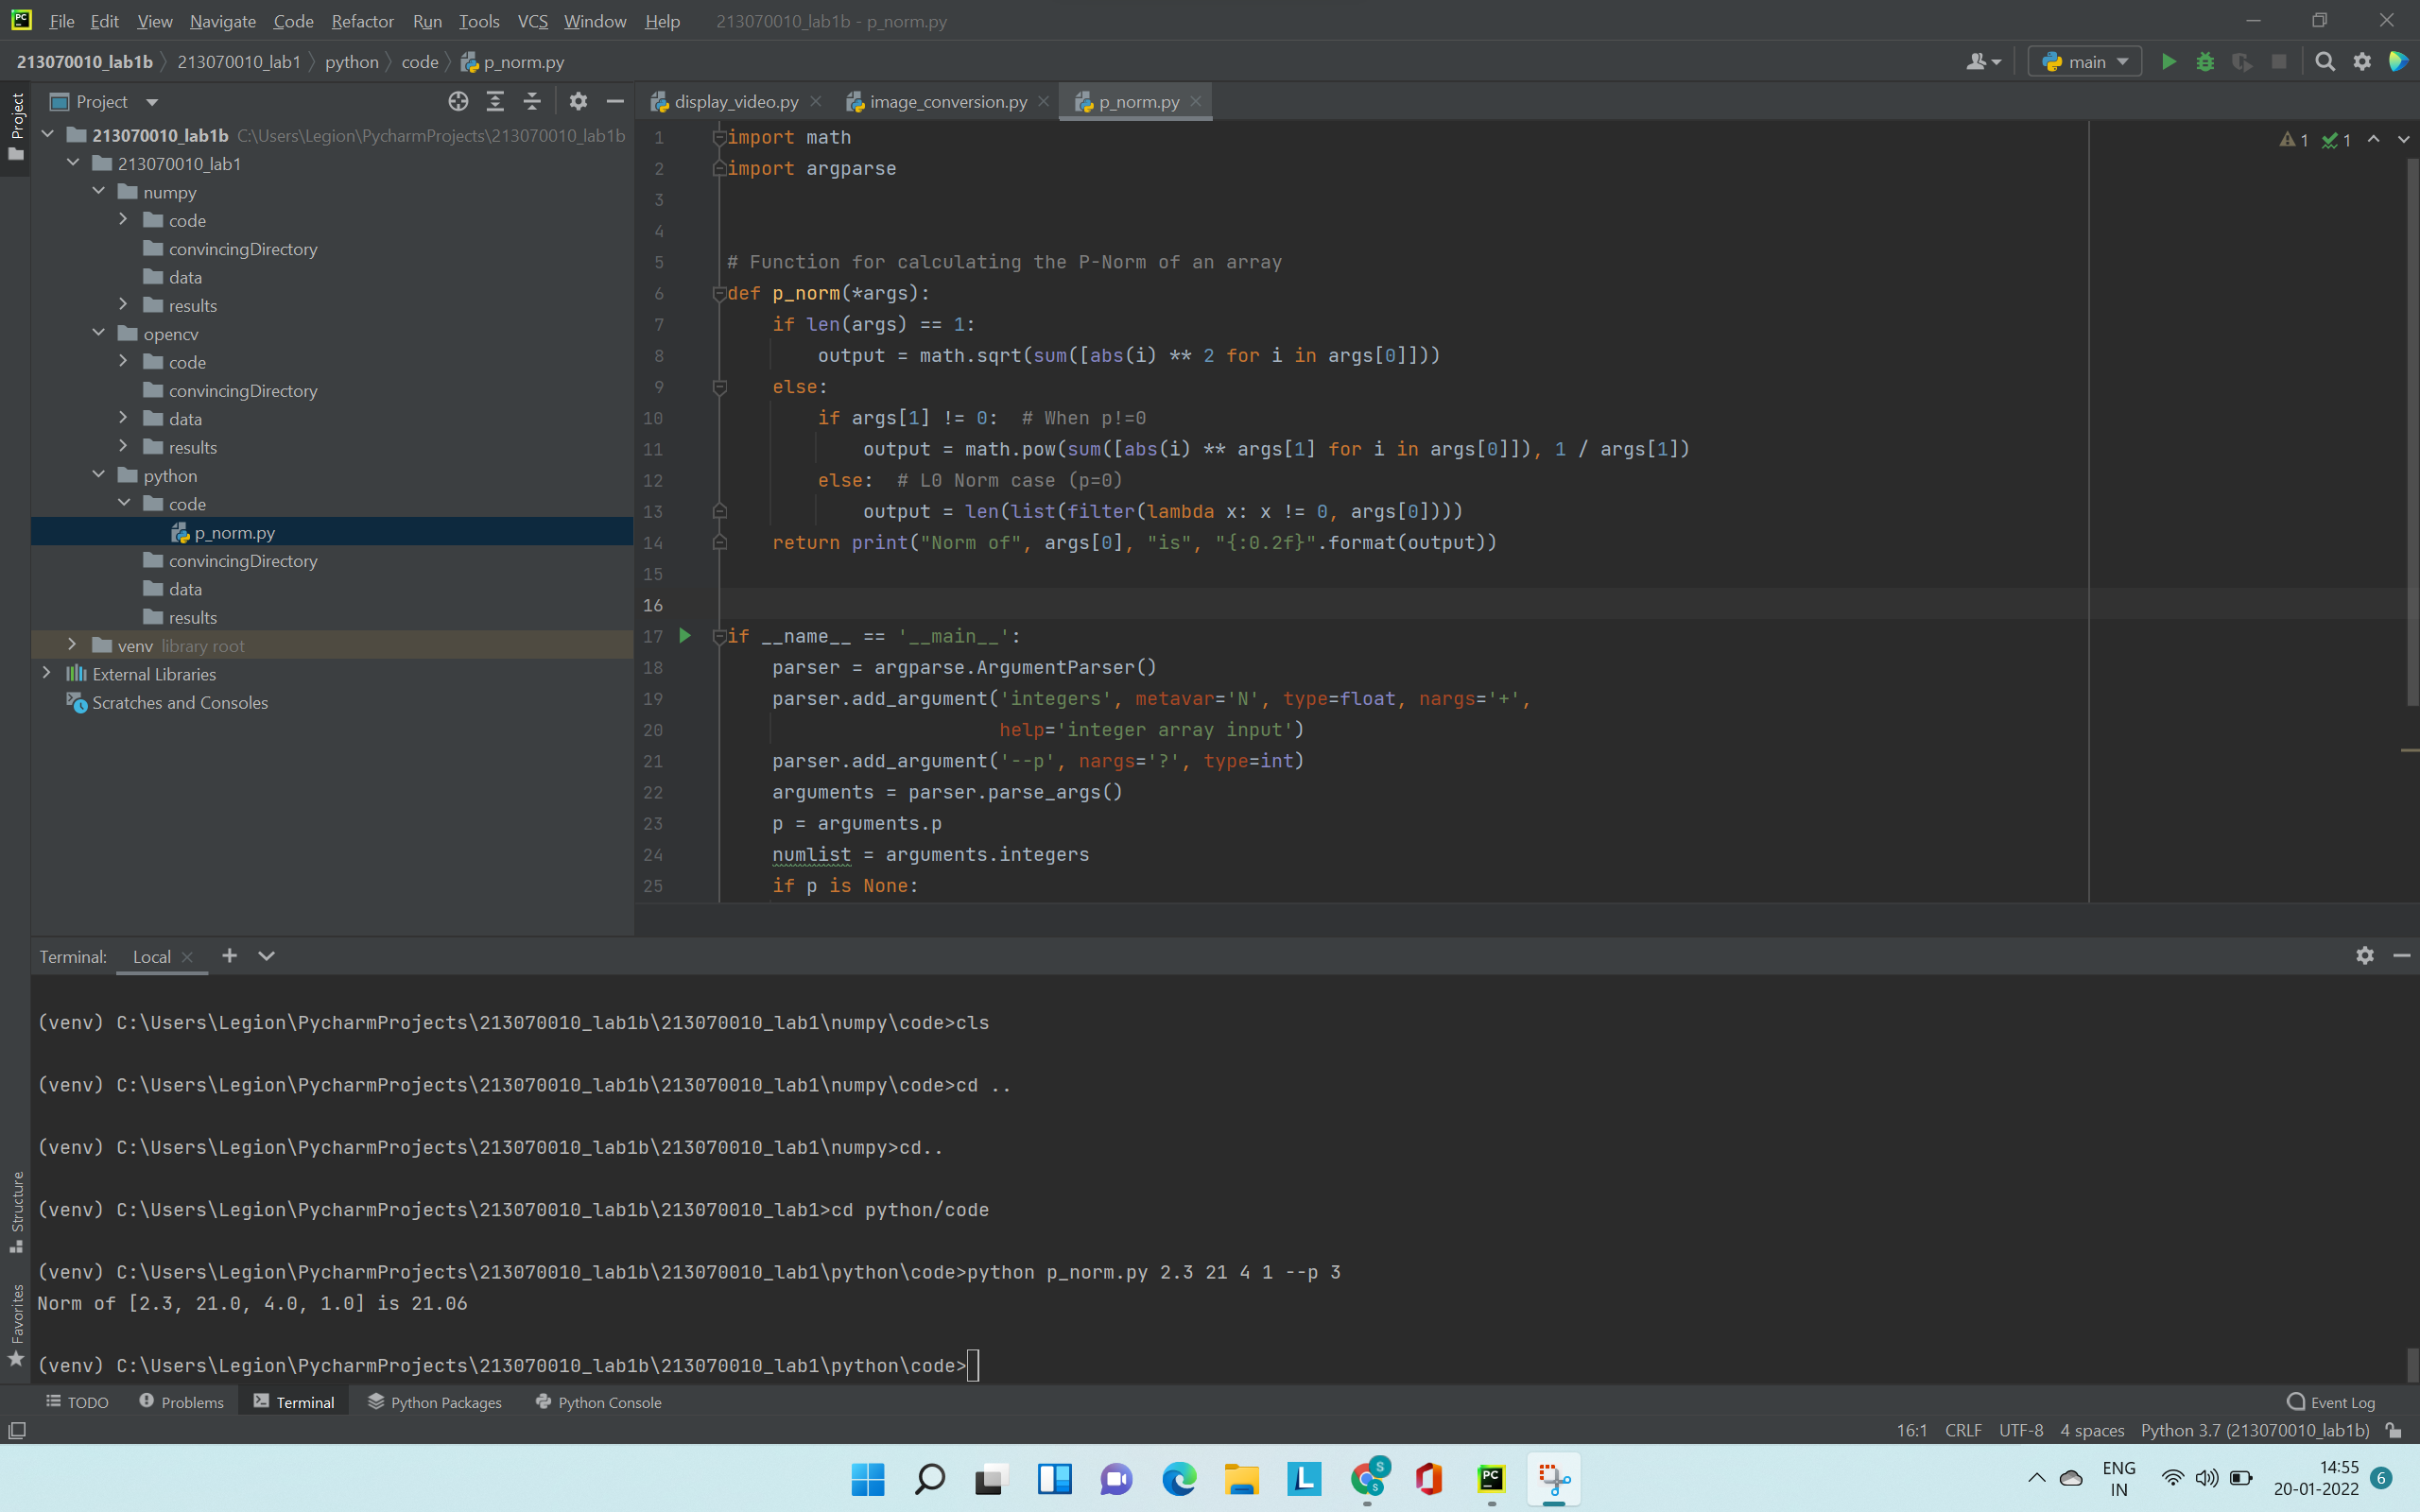 PC File Edit View Navigate Code Refactor Run Tools VCS Window Help 213070010_lab1b - p_norm.py
213070010_lab1b 213070010_lab1 python code p_norm.py main
Project
Project
display_video.py image_conversion.py p_norm.py
213070010_lab1b C:\Users\Legion\PycharmProjects\213070010_lab1b
213070010_lab1
numpy
code
convincingDirectory
data
results
opencv
code
convincingDirectory
data
results
python
code
p_norm.py
convincingDirectory
data
results
venv library root
External Libraries
Scratches and Consoles
1 1
1 import math
2 import argparse
3
4
5 # Function for calculating the P-Norm of an array
6 def p_norm(*args):
7     if len(args) == 1:
8         output = math.sqrt(sum([abs(i) ** 2 for i in args[0]]))
9     else:
10         if args[1] != 0:  # When p!=0
11             output = math.pow(sum([abs(i) ** args[1] for i in args[0]]), 1 / args[1])
12         else:  # L0 Norm case (p=0)
13             output = len(list(filter(lambda x: x != 0, args[0])))
14     return print("Norm of", args[0], "is", "{:0.2f}".format(output))
15
16
17 if __name__ == '__main__':
18     parser = argparse.ArgumentParser()
19     parser.add_argument('integers', metavar='N', type=float, nargs='+',
20                         help='integer array input')
21     parser.add_argument('--p', nargs='?', type=int)
22     arguments = parser.parse_args()
23     p = arguments.p
24     numlist = arguments.integers
25     if p is None:
Terminal: Local
(venv) C:\Users\Legion\PycharmProjects\213070010_lab1b\213070010_lab1\numpy\code>cls
(venv) C:\Users\Legion\PycharmProjects\213070010_lab1b\213070010_lab1\numpy\code>cd ..
(venv) C:\Users\Legion\PycharmProjects\213070010_lab1b\213070010_lab1\numpy>cd..
(venv) C:\Users\Legion\PycharmProjects\213070010_lab1b\213070010_lab1>cd python/code
(venv) C:\Users\Legion\PycharmProjects\213070010_lab1b\213070010_lab1\python\code>python p_norm.py 2.3 21 4 1 --p 3
Norm of [2.3, 21.0, 4.0, 1.0] is 21.06
(venv) C:\Users\Legion\PycharmProjects\213070010_lab1b\213070010_lab1\python\code>
Structure
Favorites
TODO Problems Terminal Python Packages Python Console Event Log
16:1 CRLF UTF-8 4 spaces Python 3.7 (213070010_lab1b)
L S S PC
ENG
IN
14:55
20-01-2022
6